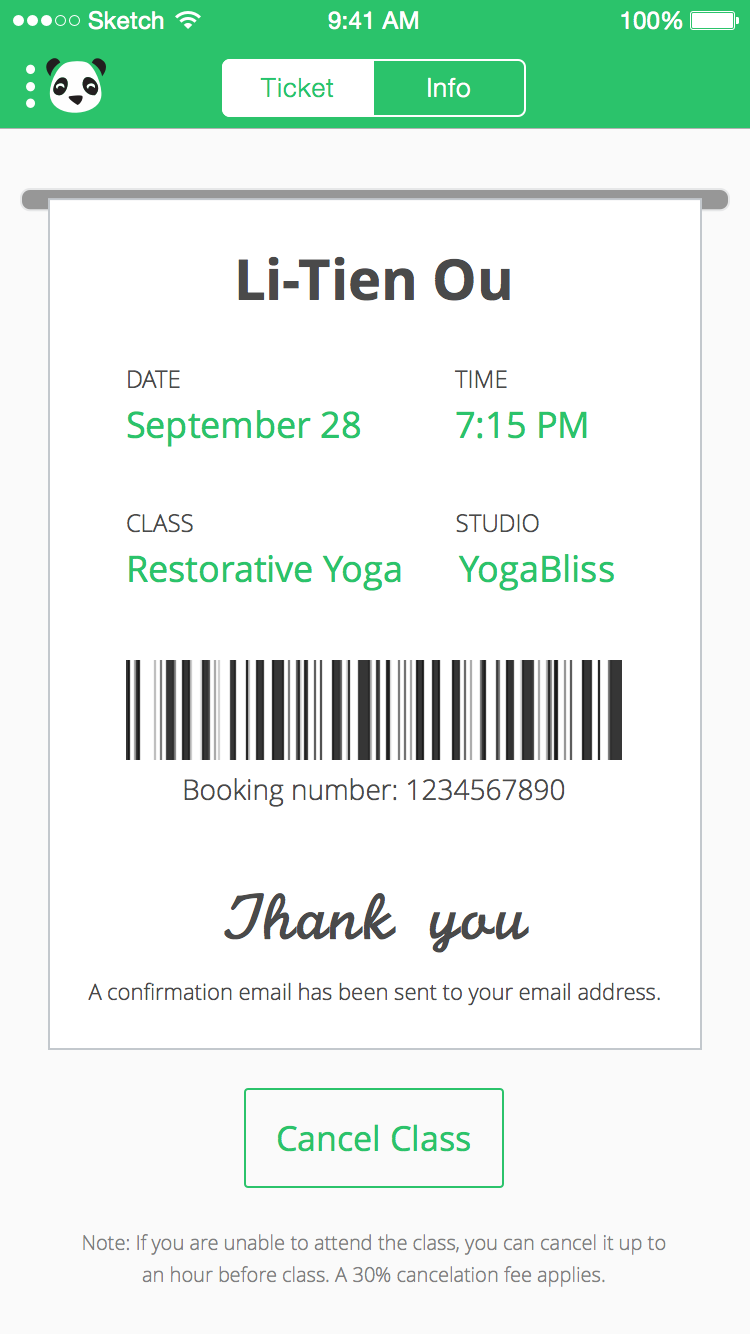 Sketch 9:41 AM 100%
Ticket Info
Li-Tien Ou
DATE TIME
September 28 7:15 PM
CLASS STUDIO
Restorative Yoga YogaBliss
Booking number: 1234567890
Thank you
A confirmation email has been sent to your email address.
Cancel Class
Note: If you are unable to attend the class, you can cancel it up to
an hour before class. A 30% cancelation fee applies.